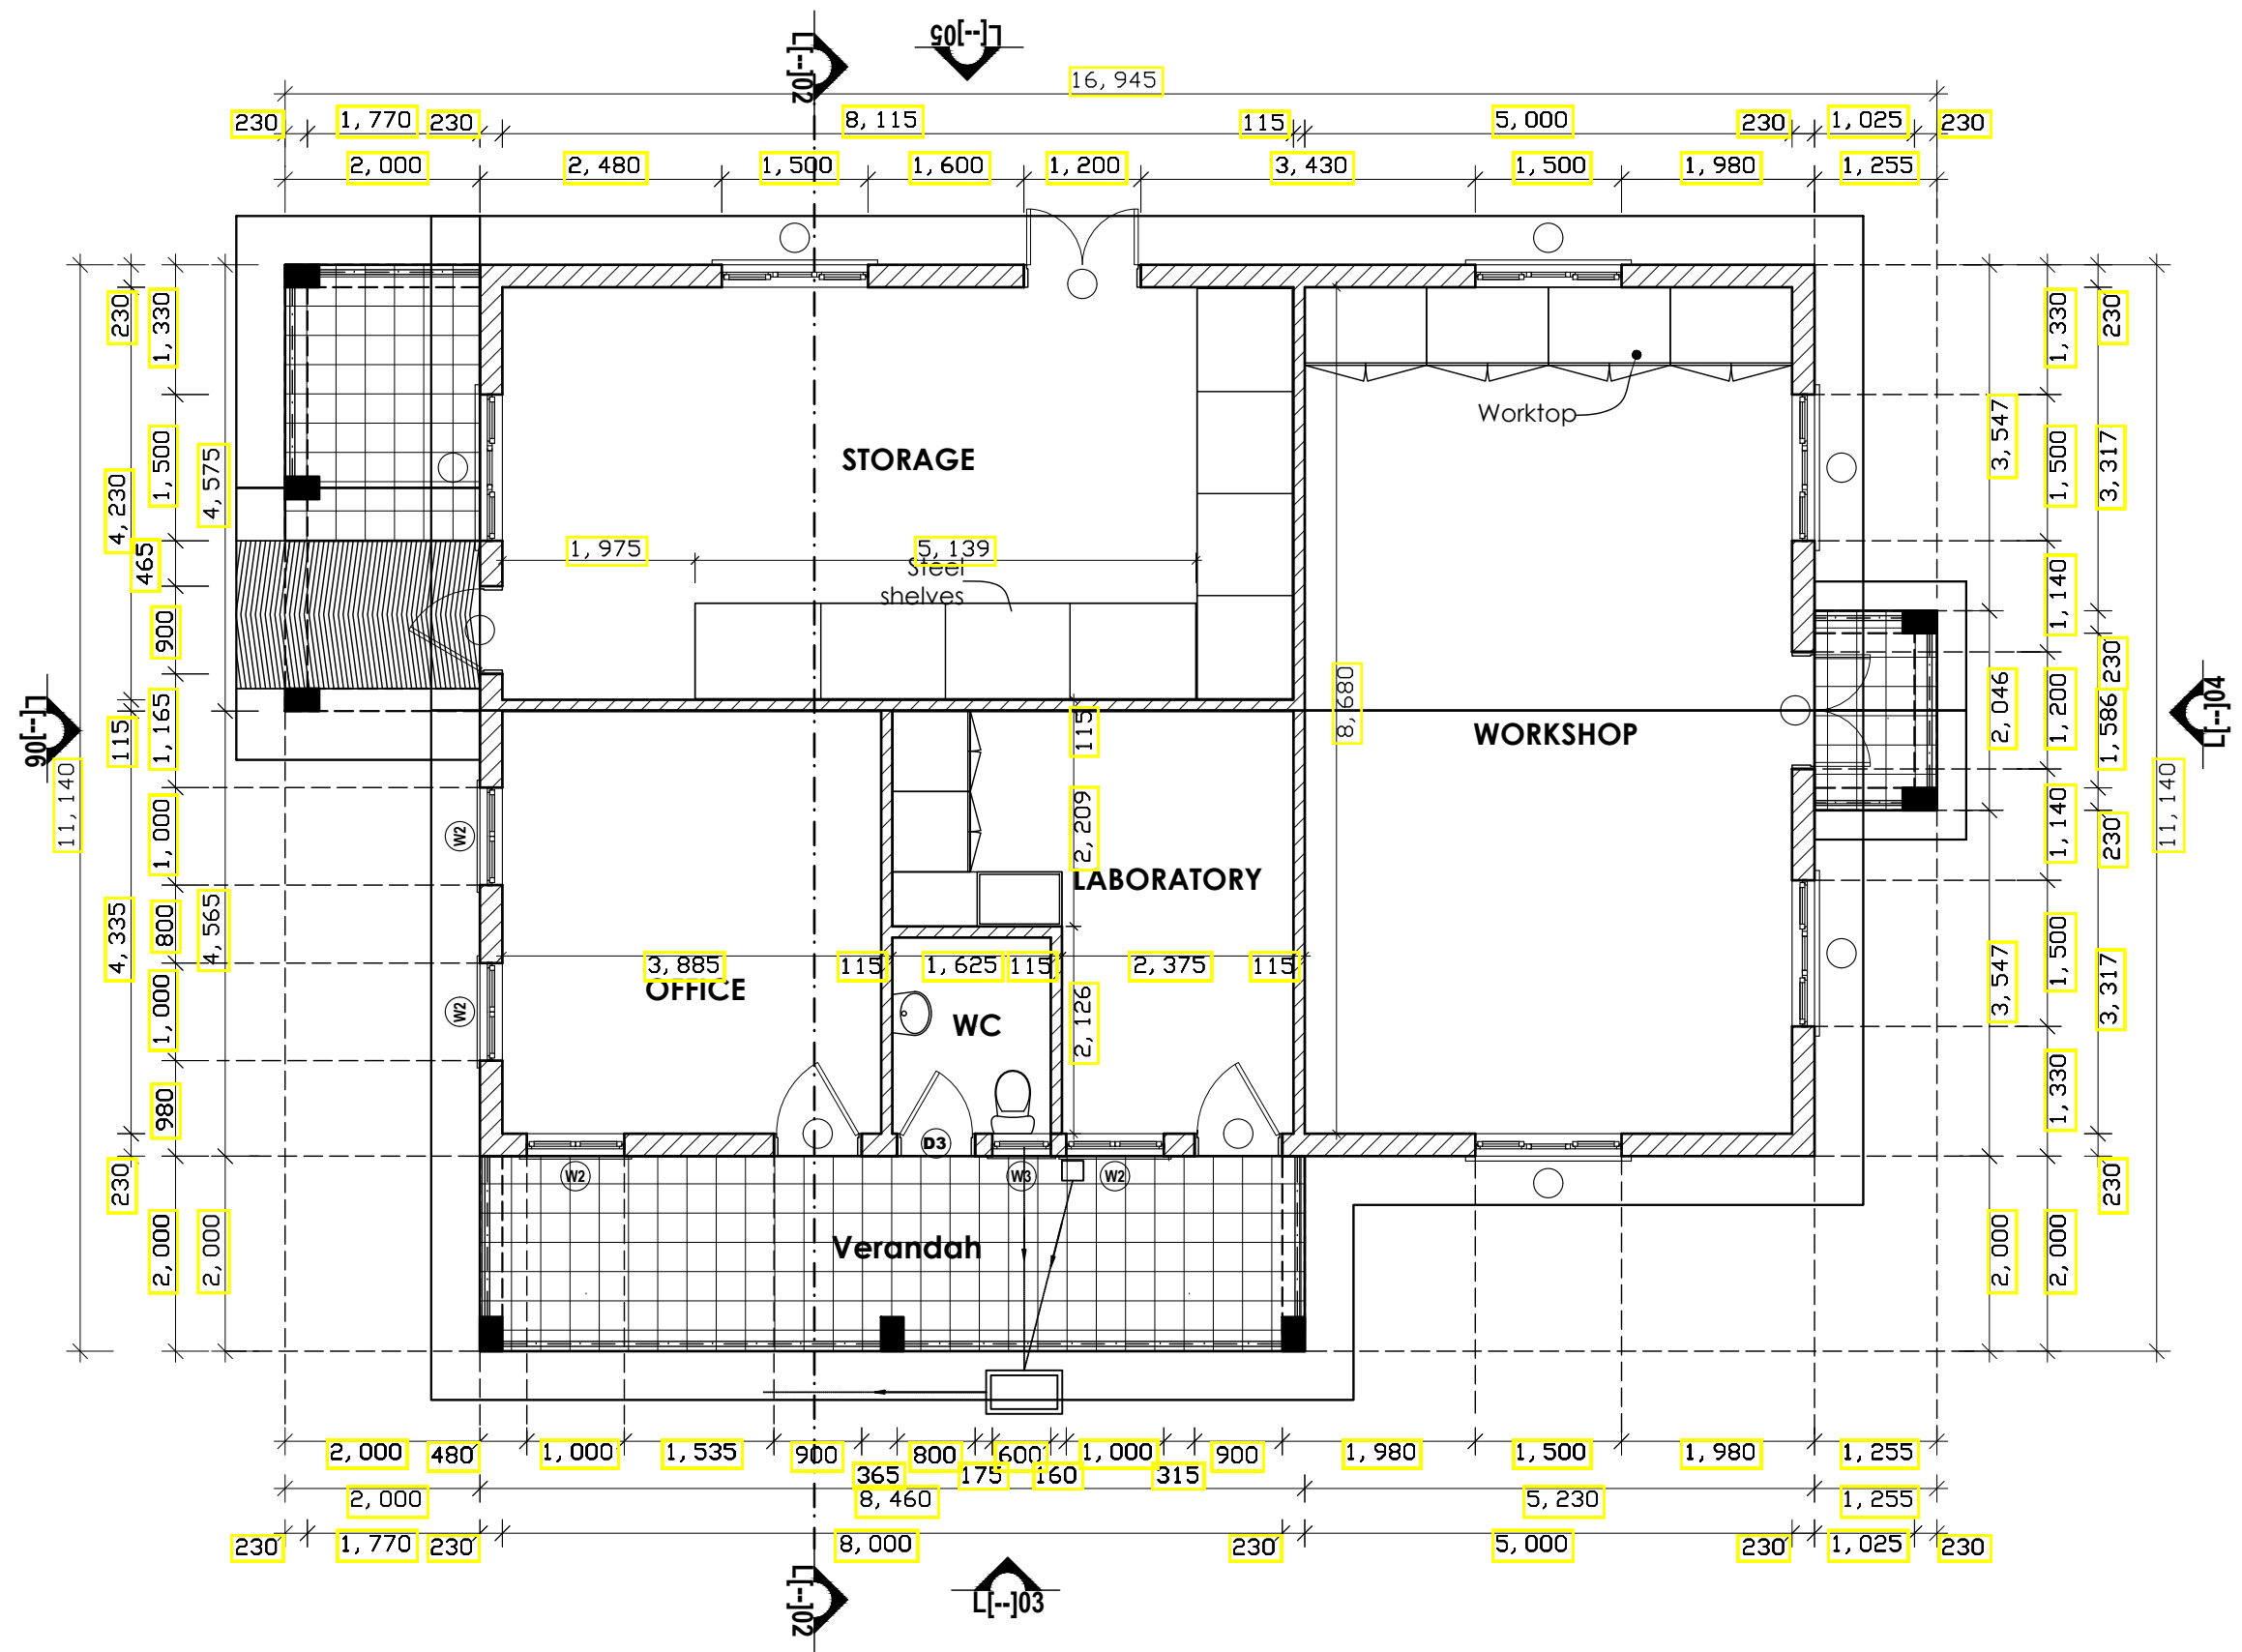 L[--]05
L[--]02
16,945
230 1,770 230 8,115 115 5,000 230 1,025 230
2,000 2,480 1,500 1,600 1,200 3,430 1,500 1,980 1,255
230
1,330
1,500
4,230
4,575
465
900
1,165
115
11,140
1,000
800
4,335
4,565
1,000
980
230
2,000
2,000
L[--]06
STORAGE
Worktop
1,975 5,139
Steel
shelves
8,680
WORKSHOP
115
2,209
LABORATORY
W2
W2
3,885 115 1,625 115 2,375 115
OFFICE
WC
2,126
D3
W2 W3 W2
Verandah
1,330
230
3,547
1,500
3,317
1,140
230
2,046
1,200
1,586
1,140
230
11,140
3,547
1,500
3,317
1,330
230
2,000
2,000
L[--]04
2,000 480 1,000 1,535 900 800 600 1,000 900 1,980 1,500 1,980 1,255
365 175 160 315
2,000 8,460 5,230 1,255
230 1,770 230 8,000 230 5,000 230 1,025 230
L[--]02
L[--]03